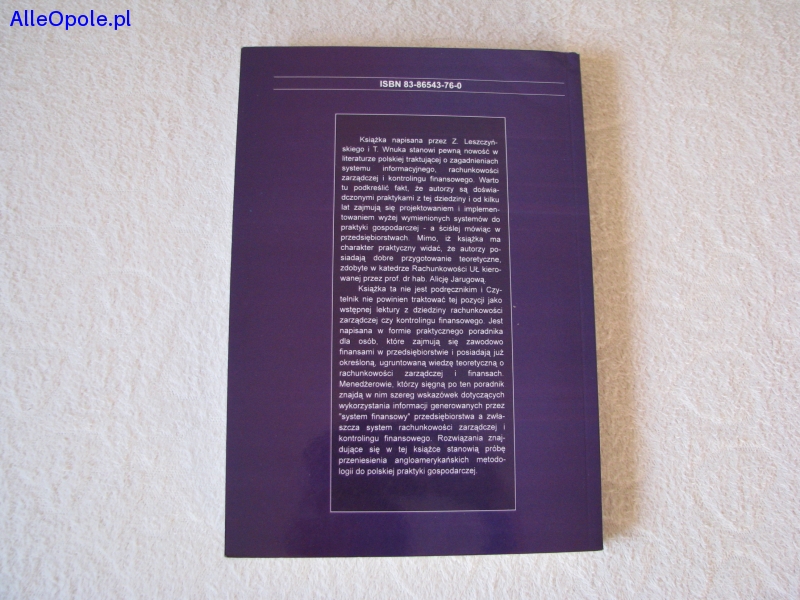 AlleOpole.pl
ISBN 83-86543-76-0
Książka napisana przez Z. Leszczyń-
skiego i T. Wnuka stanowi pewną nowość w
literaturze polskiej traktującej o zagadnieniach
systemu informacyjnego, rachunkowości
zarządczej i kontrolingu finansowego. Warto
tu podkreślić fakt, że autorzy są doświa-
dczonymi praktykami z tej dziedziny i od kilku
lat zajmują się projektowaniem i implemen-
towaniem wyżej wymienionych systemów do
praktyki gospodarczej - a ściślej mówiąc w
przedsiębiorstwach. Mimo, iż książka ma
charakter praktyczny widać, że autorzy po-
siadają dobre przygotowanie teoretyczne,
zdobyte w katedrze Rachunkowości UŁ kiero-
wanej przez prof. dr hab. Alicję Jarugową.
Książka ta nie jest podręcznikim i Czy-
telnik nie powinien traktować tej pozycji jako
wstępnej lektury z dziedziny rachunkowości
zarządczej czy kontrolingu finansowego. Jest
napisana w formie praktycznego poradnika
dla osób, które zajmują się zawodowo
finansami w przedsiębiorstwie i posiadają już
określoną, ugruntowaną wiedzę teoretyczną o
rachunkowości zarządczej i finansach.
Menedżerowie, którzy sięgną po ten poradnik
znajdą w nim szereg wskazówek dotyczących
wykorzystania informacji generowanych przez
"system finansowy" przedsiębiorstwa a zwła-
szcza system rachunkowości zarządczej i
kontrolingu finansowego. Rozwiązania znaj-
dujące się w tej książce stanowią próbę
przeniesienia angloamerykańskich metodo-
logii do polskiej praktyki gospodarczej.